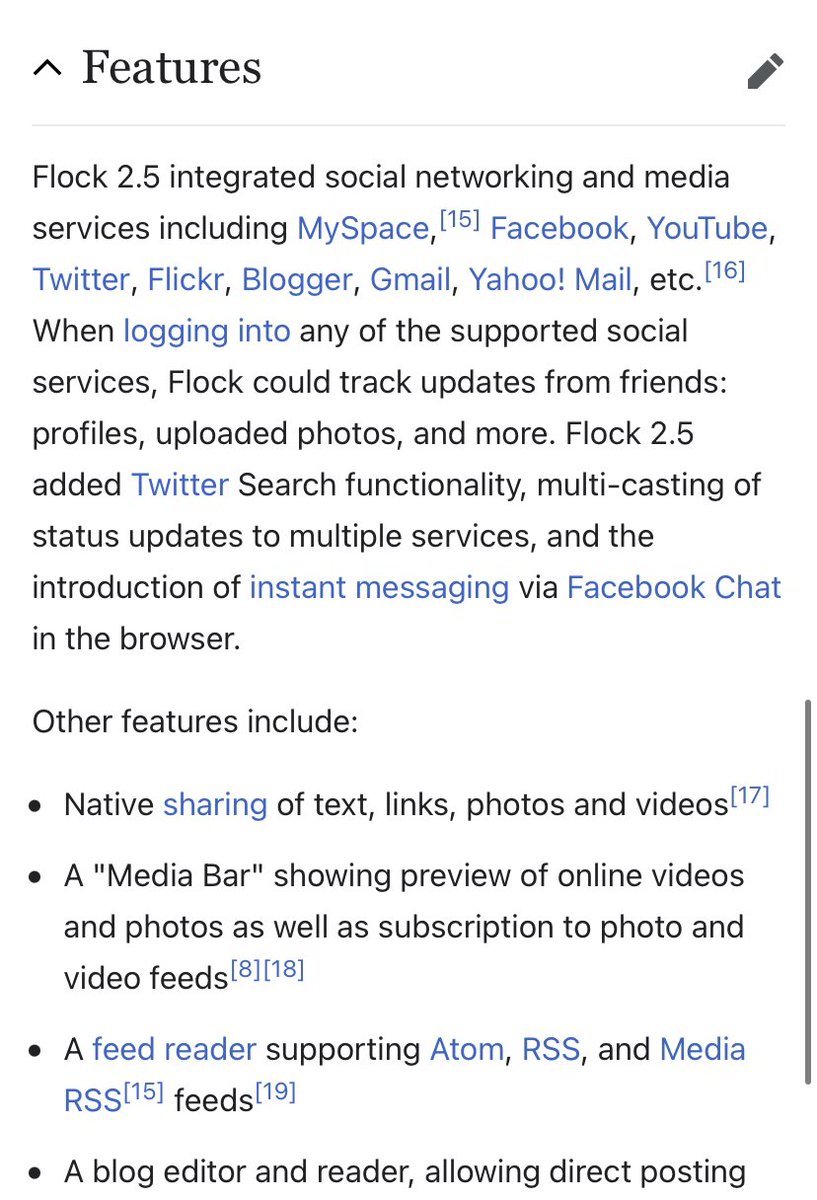 Features
Flock 2.5 integrated social networking and media
services including MySpace,[15] Facebook, YouTube,
Twitter, Flickr, Blogger, Gmail, Yahoo! Mail, etc.[16]
When logging into any of the supported social
services, Flock could track updates from friends:
profiles, uploaded photos, and more. Flock 2.5
added Twitter Search functionality, multi-casting of
status updates to multiple services, and the
introduction of instant messaging via Facebook Chat
in the browser.
Other features include:
• Native sharing of text, links, photos and videos[17]
• A "Media Bar" showing preview of online videos
and photos as well as subscription to photo and
video feeds[8][18]
• A feed reader supporting Atom, RSS, and Media
RSS[15] feeds[19]
• A blog editor and reader, allowing direct posting